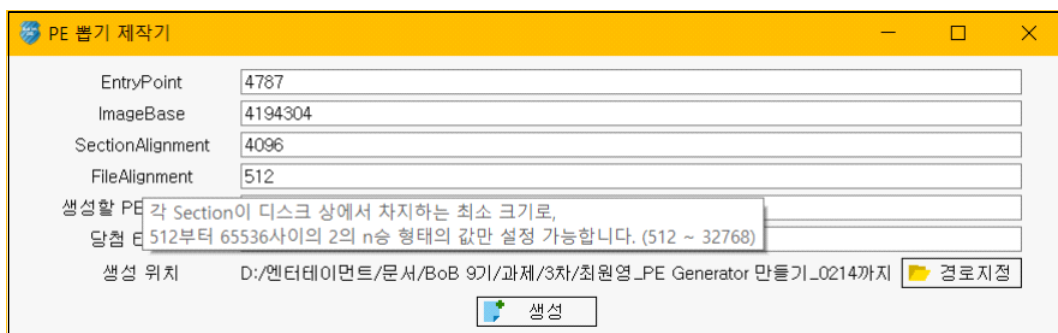 PE 뽑기 제작기
EntryPoint 4787
ImageBase 4194304
SectionAlignment 4096
FileAlignment 512
생성할 PE
각 Section이 디스크 상에서 차지하는 최소 크기로,
당첨
512부터 65536사이의 2의 n승 형태의 값만 설정 가능합니다. (512 ~ 32768)
생성 위치 D:/엔터테이먼트/문서/BoB 9기/과제/3차/최원영_PE Generator 만들기_0214까지 경로지정
생성